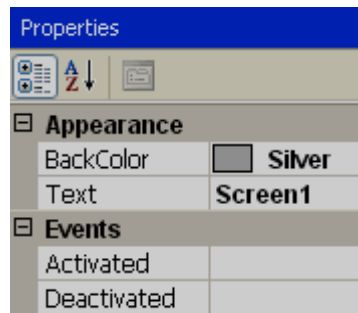 Properties
A Z
Appearance
BackColor Silver
Text Screen1
Events
Activated
Deactivated